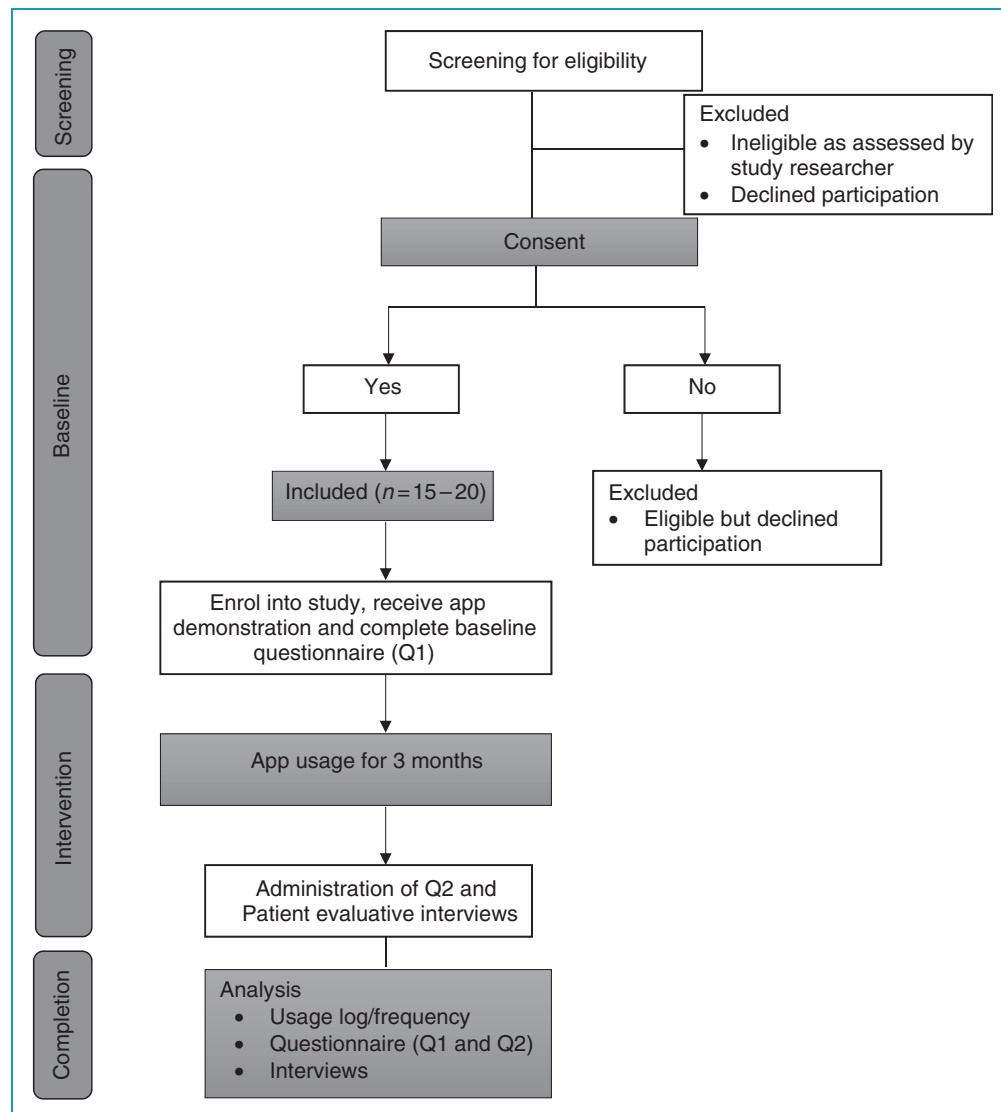 Screening
Screening for eligibility
Excluded
• Ineligible as assessed by
study researcher
• Declined participation
Baseline
Consent
Yes
No
Included (n=15–20)
Excluded
• Eligible but declined
participation
Enrol into study, receive app
demonstration and complete baseline
questionnaire (Q1)
Intervention
App usage for 3 months
Administration of Q2 and
Patient evaluative interviews
Completion
Analysis
• Usage log/frequency
• Questionnaire (Q1 and Q2)
• Interviews